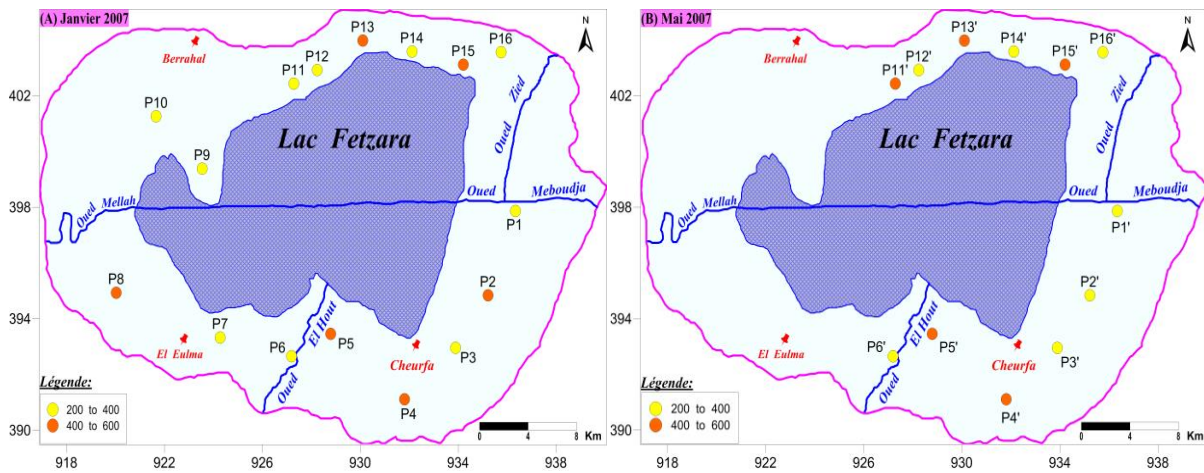 (A) Janvier 2007
N
Berrahal
P13
P14
P16
P15
P12
P11
P10
P9
Lac Fetzara
Oued Zied
Oued Mellah
Oued Meboudja
P1
P8
P2
P7
P6
P5
P3
P4
El Eulma
Oued El Hout
Cheurfa
Légende:
200 to 400
400 to 600
0 4 8 Km
402
398
394
390
918 922 926 930 934 938
(B) Mai 2007
N
Berrahal
P13'
P14'
P16'
P15'
P12'
P11'
Lac Fetzara
Oued Zied
Oued Mellah
Oued Meboudja
P1'
P2'
P6'
P5'
P3'
P4'
El Eulma
Oued El Hout
Cheurfa
Légende:
200 to 400
400 to 600
0 4 8 Km
918 922 926 930 934 938